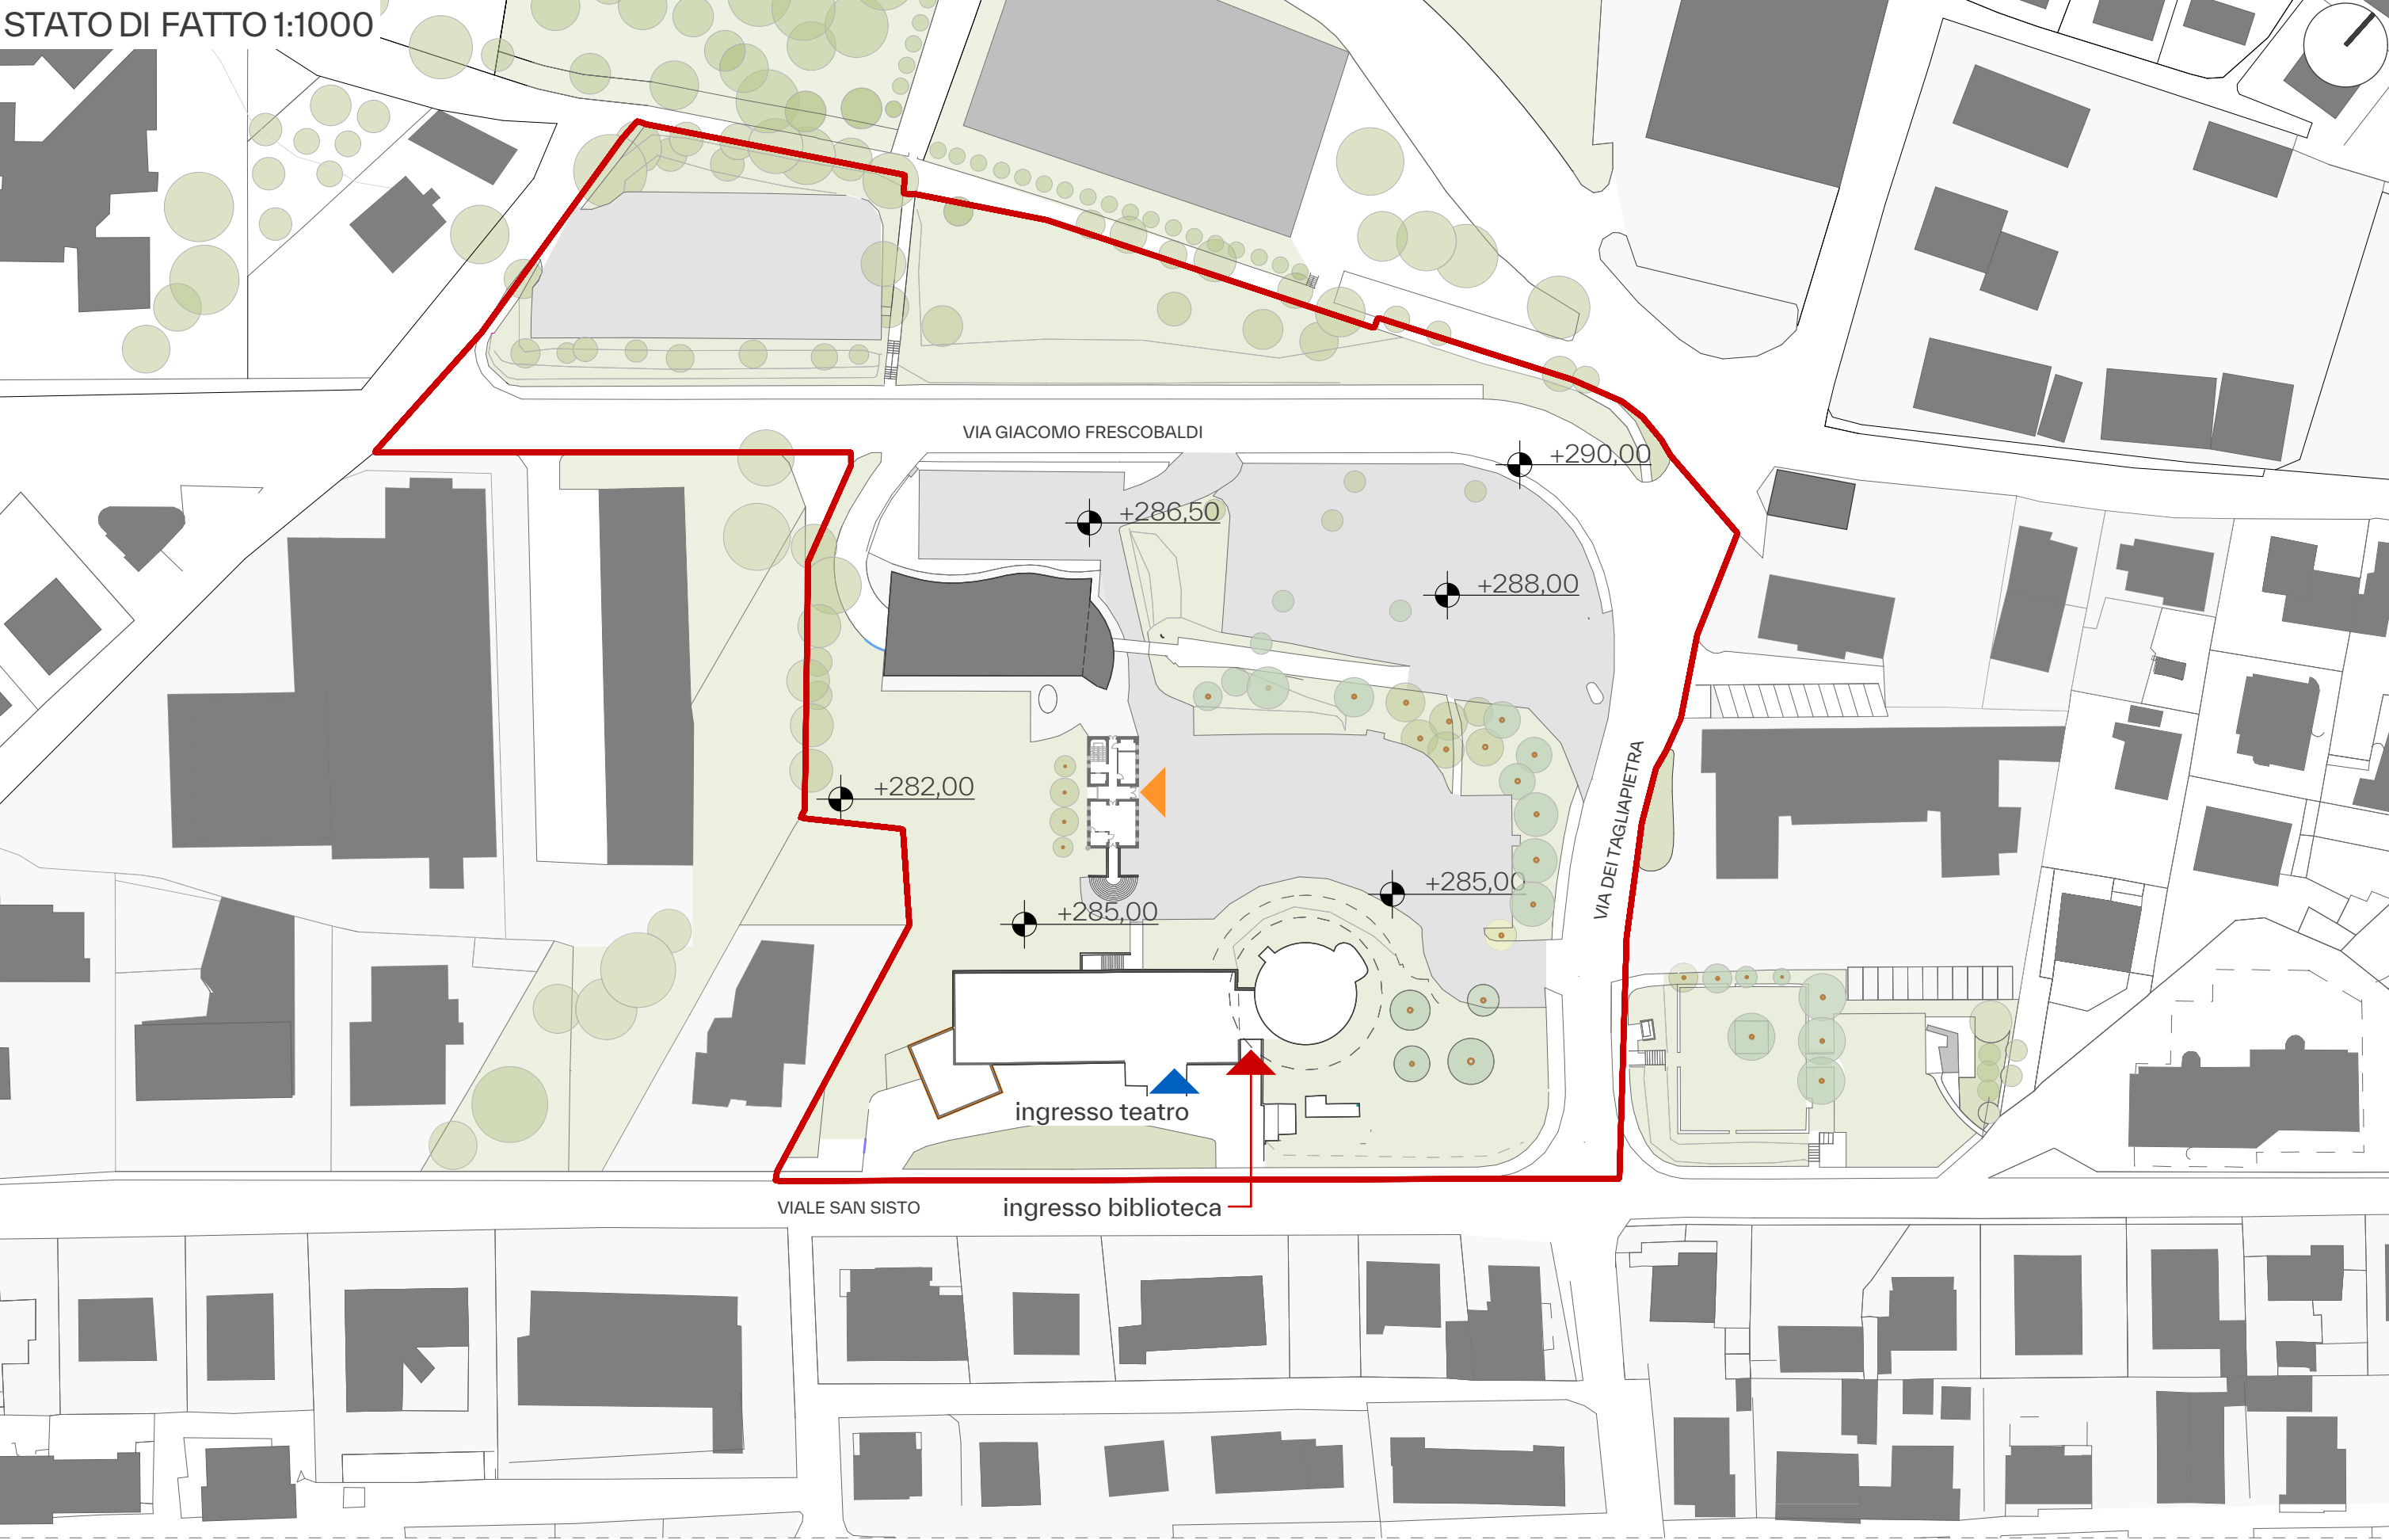 STATO DI FATTO 1:1000
VIA GIACOMO FRESCOBALDI
+290,00
+286,50
+288,00
+282,00
VIA DEI TAGLIAPIETRA
+285,00
+285,00
ingresso teatro
VIALE SAN SISTO
ingresso biblioteca